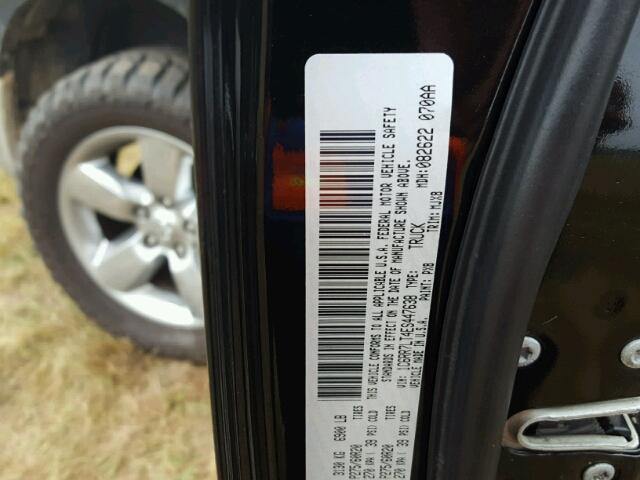 MDH: 082622 070AA
THIS VEHICLE CONFORMS TO ALL APPLICABLE U.S.A. FEDERAL MOTOR VEHICLE SAFETY
STANDARDS IN EFFECT ON THE DATE OF MANUFACTURE SHOWN ABOVE.
VIN: 1C6RR7LT4ES447630 TYPE: TRUCK
VEHICLE MADE IN U.S.A. PAINT: PX8 TRIM: MJX8
3130 KG 6900 LB
P275/60R20 TIRES
270 KPA ( 39 PSI) COLD
P275/60R20 TIRES
270 KPA ( 39 PSI) COLD